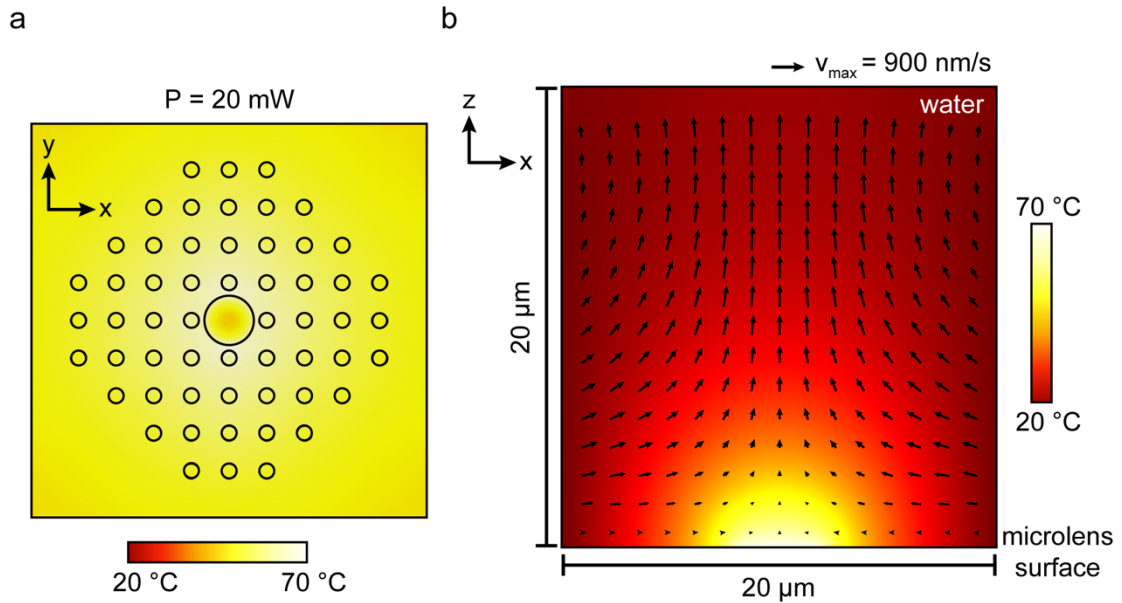 a
P = 20 mW
y
x
20 °C
70 °C
b
v_max = 900 nm/s
z
x
water
20 µm
70 °C
20 °C
microlens
surface
20 µm